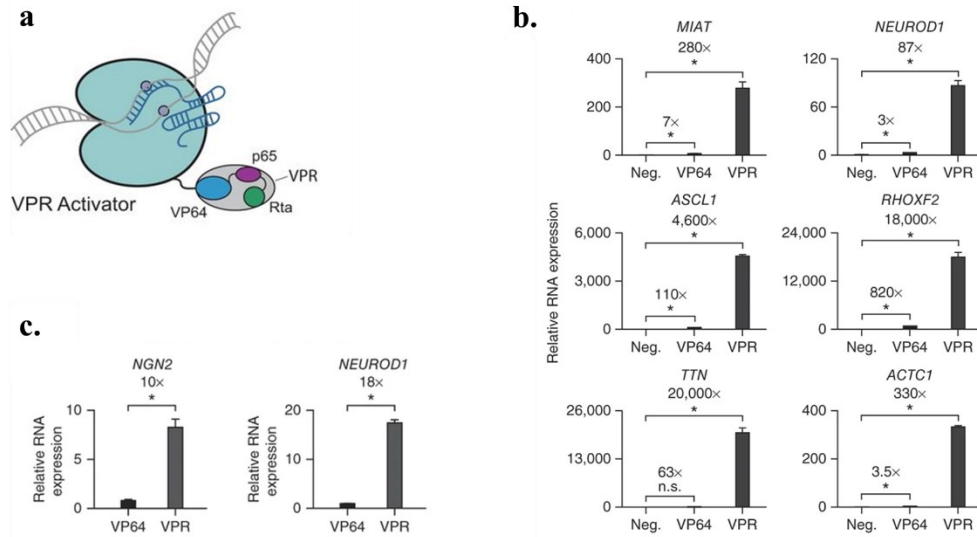 a
p65
VPR
VPR Activator
VP64
Rta
b.
Relative RNA expression
MIAT
280×
*
7×
*
400
200
0
Neg. VP64 VPR
NEUROD1
87×
*
3×
*
120
60
0
Neg. VP64 VPR
ASCL1
4,600×
*
110×
*
6,000
3,000
0
Neg. VP64 VPR
RHOXF2
18,000×
*
820×
*
24,000
12,000
0
Neg. VP64 VPR
TTN
20,000×
*
63×
n.s.
26,000
13,000
0
Neg. VP64 VPR
ACTC1
330×
*
3.5×
*
400
200
0
Neg. VP64 VPR
c.
NGN2
10×
*
Relative RNA
expression
10
5
0
VP64 VPR
NEUROD1
18×
*
Relative RNA
expression
20
10
0
VP64 VPR